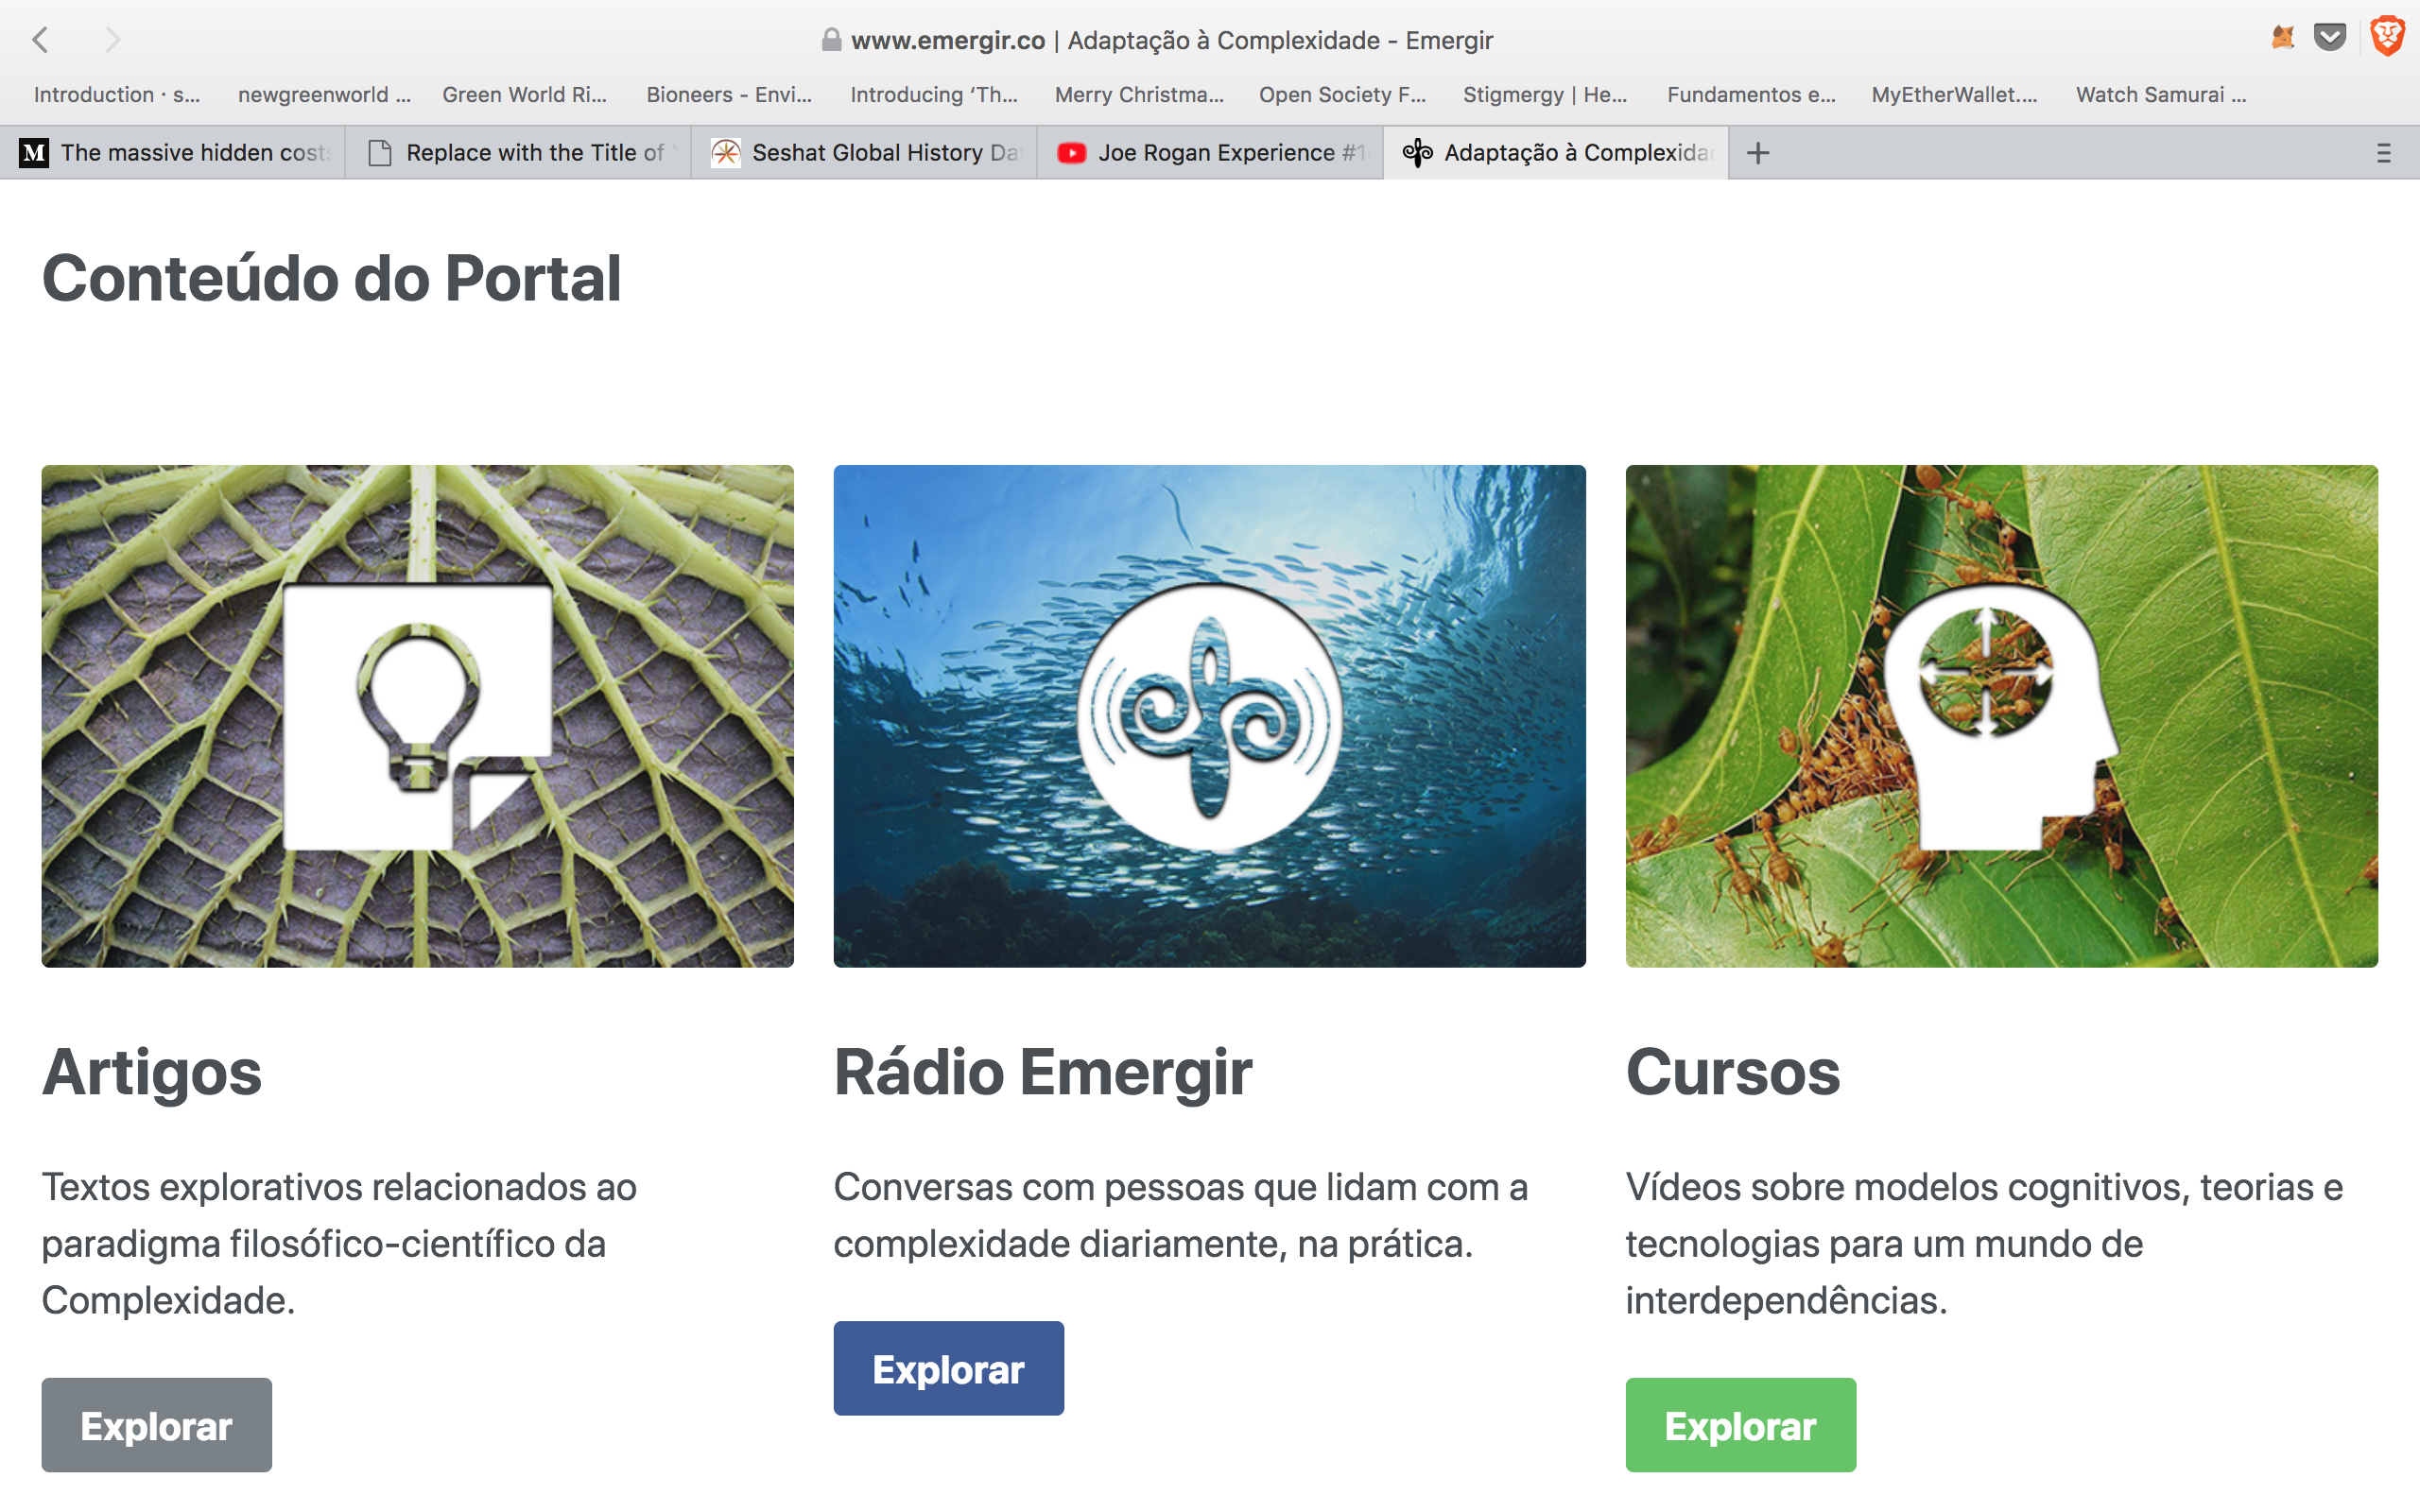 www.emergir.co | Adaptação à Complexidade - Emergir
Introduction · s... newgreenworld ... Green World Ri... Bioneers - Envi... Introducing ‘Th... Merry Christma... Open Society F... Stigmergy | He... Fundamentos e... MyEtherWallet.... Watch Samurai ...
M The massive hidden costs Replace with the Title of Seshat Global History Da Joe Rogan Experience #1 Adaptação à Complexidad
Conteúdo do Portal
Artigos
Textos explorativos relacionados ao
paradigma filosófico-científico da
Complexidade.
Explorar
Rádio Emergir
Conversas com pessoas que lidam com a
complexidade diariamente, na prática.
Explorar
Cursos
Vídeos sobre modelos cognitivos, teorias e
tecnologias para um mundo de
interdependências.
Explorar